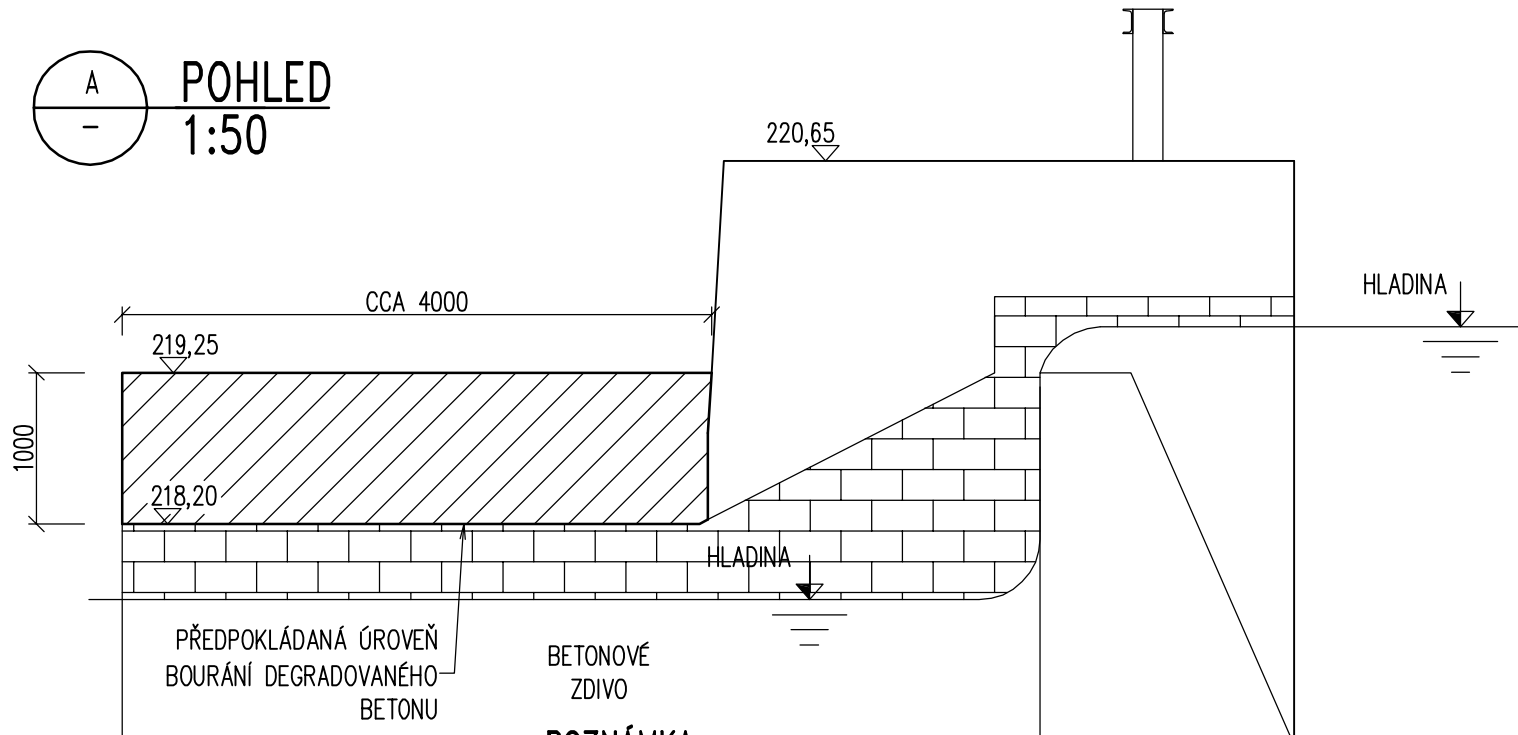 A
–
POHLED
1:50
220,65
HLADINA
CCA 4000
219,25
1000
218,20
HLADINA
PŘEDPOKLÁDANÁ ÚROVEŇ
BOURÁNÍ DEGRADOVANÉHO
BETONU
BETONOVÉ
ZDIVO
POZNÁMKA